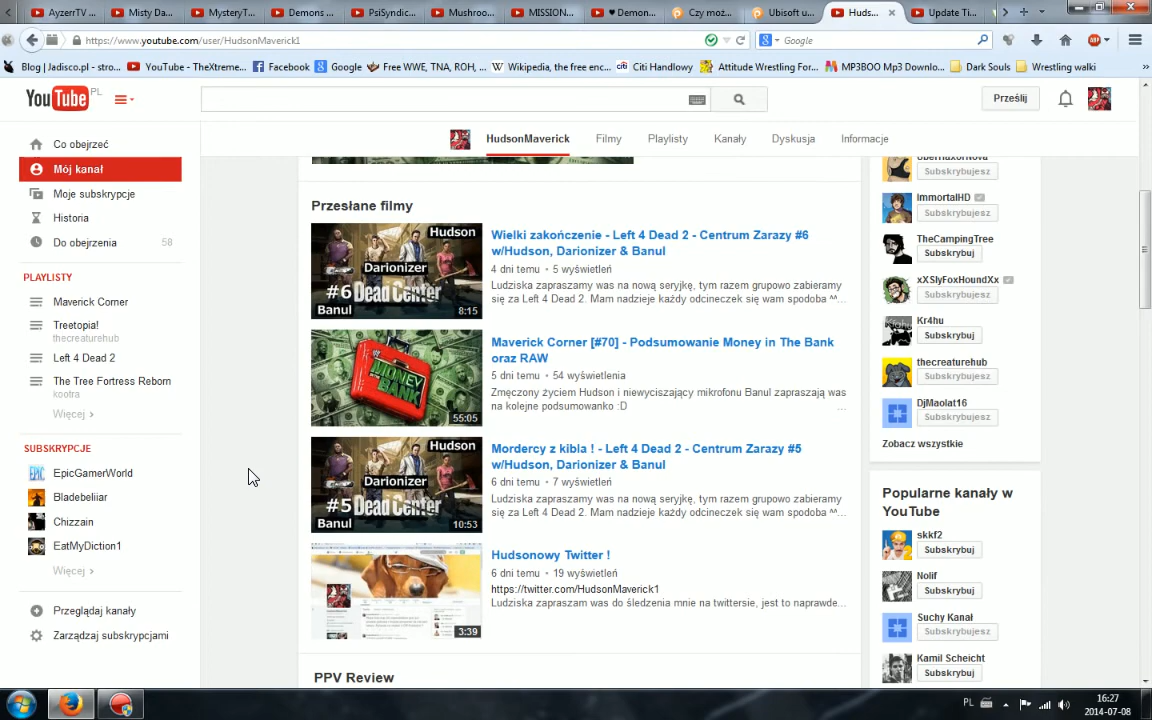 AyzerrTV ...
Misty Da...
MysteryT...
Demons ...
PsiSyndic...
Mushroo...
MISSION...
♥ Demon...
Czy moż...
Ubisoft u...
Huds...
Update Ti...
https://www.youtube.com/user/HudsonMaverick1
Google
Blog | Jadisco.pl - stro...
YouTube - TheXtreme...
Facebook
Google
Free WWE, TNA, ROH, ...
Wikipedia, the free enc...
Citi Handlowy
Attitude Wrestling For...
MP3BOO Mp3 Downlo...
Dark Souls
Wrestling walki
YouTube PL
Prześlij
HudsonMaverick
Filmy
Playlisty
Kanały
Dyskusja
Informacje
Co obejrzeć
Mój kanał
Moje subskrypcje
Historia
Do obejrzenia 58
PLAYLISTY
Maverick Corner
Treetopia!
thecreaturehub
Left 4 Dead 2
The Tree Fortress Reborn
kootra
Więcej ›
SUBSKRYPCJE
EpicGamerWorld
Bladebeliiar
Chizzain
EatMyDiction1
Więcej ›
Przeglądaj kanały
Zarządzaj subskrypcjami
Przesłane filmy
Hudson
Darionizer
#6 Dead Center
Banul
8:15
Wielki zakończenie - Left 4 Dead 2 - Centrum Zarazy #6
w/Hudson, Darionizer & Banul
4 dni temu • 5 wyświetleń
Ludziska zapraszamy was na nową seryjkę, tym razem grupowo zabieramy
się za Left 4 Dead 2. Mam nadzieje każdy odcineczek się wam spodoba ^^...
MONEY
BANK
55:05
Maverick Corner [#70] - Podsumowanie Money in The Bank
oraz RAW
5 dni temu • 54 wyświetlenia
Zmęczony życiem Hudson i niewyciszający mikrofonu Banul zapraszają was
na kolejne podsumowanko :D ...
Hudson
Darionizer
#5 Dead Center
Banul
10:53
Mordercy z kibla ! - Left 4 Dead 2 - Centrum Zarazy #5
w/Hudson, Darionizer & Banul
6 dni temu • 7 wyświetleń
Ludziska zapraszamy was na nową seryjkę, tym razem grupowo zabieramy
się za Left 4 Dead 2. Mam nadzieje każdy odcineczek się wam spodoba ^^...
3:39
Hudsonowy Twitter !
6 dni temu • 19 wyświetleń
https://twitter.com/HudsonMaverick1
Ludziska zapraszam was do śledzenia mnie na twittersie, jest to naprawde...
PPV Review
UberHaxorNova
Subskrybujesz
ImmortalHD
Subskrybujesz
TheCampingTree
Subskrybuj
xXSlyFoxHoundXx
Subskrybujesz
Kr4hu
Subskrybuj
thecreaturehub
Subskrybujesz
DjMaolat16
Subskrybujesz
Zobacz wszystkie
Popularne kanały w
YouTube
skkf2
Subskrybuj
Nolif
Subskrybuj
Suchy Kanał
Subskrybujesz
Kamil Scheicht
Subskrybuj
PL
16:27
2014-07-08